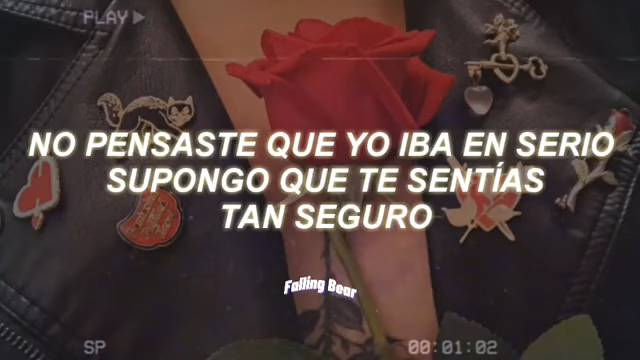 PLAY
NO PENSASTE QUE YO IBA EN SERIO
SUPONGO QUE TE SENTÍAS
TAN SEGURO
Falling Bear
SP
00:01:02